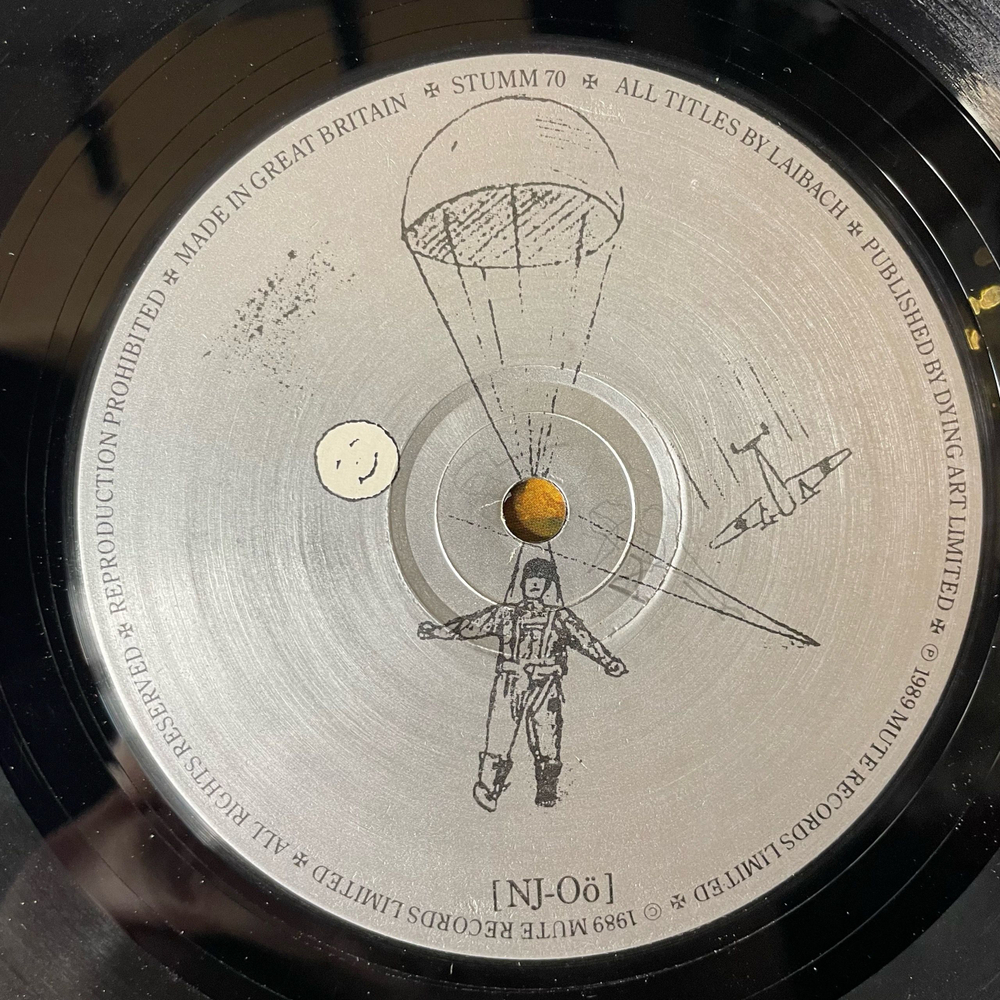 STUMM 70 ✠ ALL TITLES BY LAIBACH ✠ PUBLISHED BY DYING ART LIMITED ✠ ℗ 1989 MUTE RECORDS LIMITED ✠ © 1989 MUTE RECORDS LIMITED ✠ ALL RIGHTS RESERVED ✠ REPRODUCTION PROHIBITED ✠ MADE IN GREAT BRITAIN ✠
[NJ-Oö]